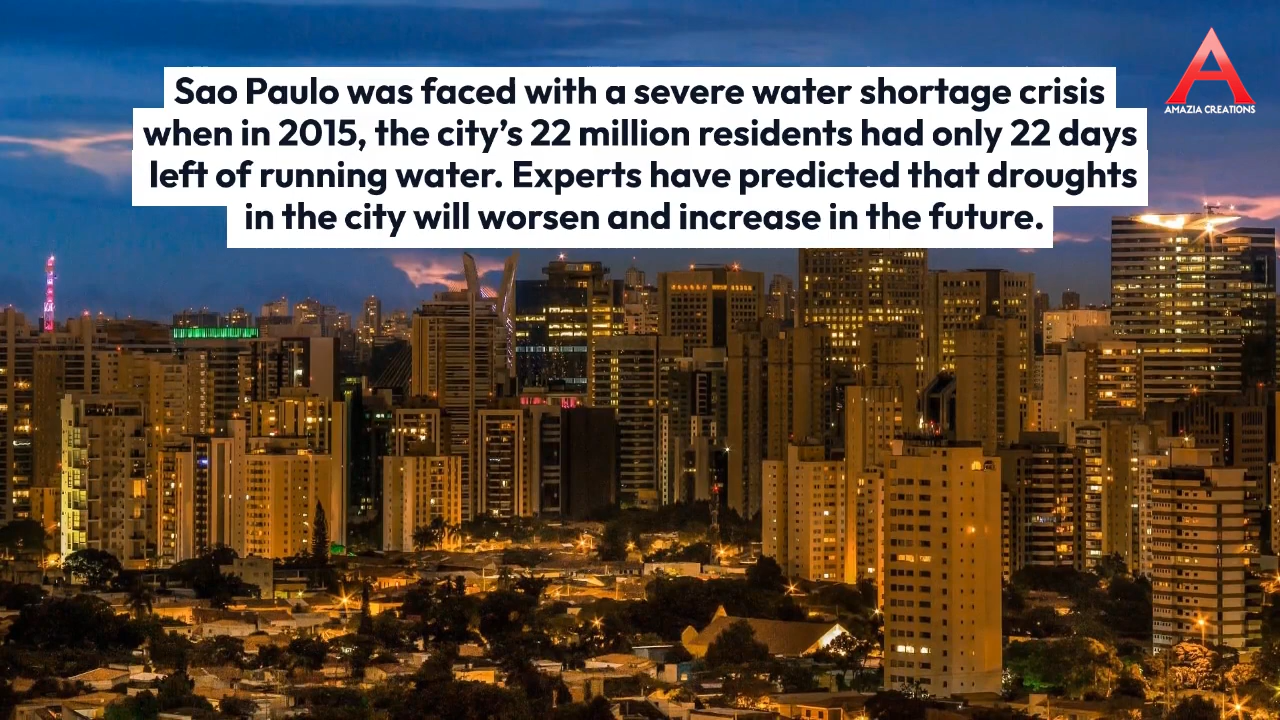 Sao Paulo was faced with a severe water shortage crisis
when in 2015, the city’s 22 million residents had only 22 days
left of running water. Experts have predicted that droughts
in the city will worsen and increase in the future.
A
AMAZIA CREATIONS